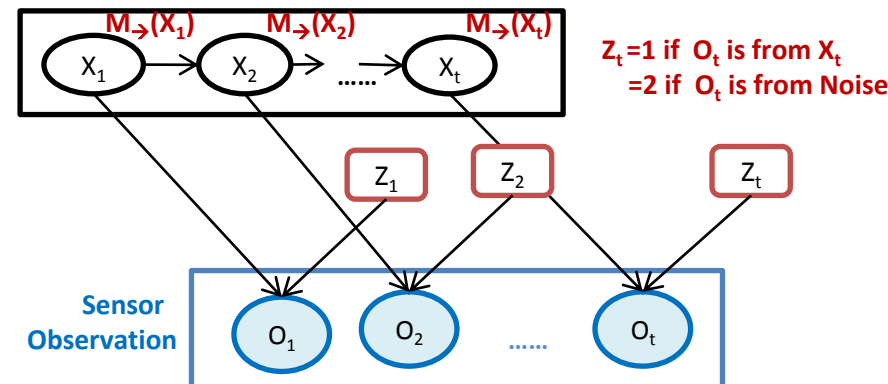 M→(X1) M→(X2) M→(Xt)
X1 X2 ...... Xt
Zt =1 if Ot is from Xt
=2 if Ot is from Noise
Z1 Z2 Zt
Sensor
Observation
O1 O2 ...... Ot